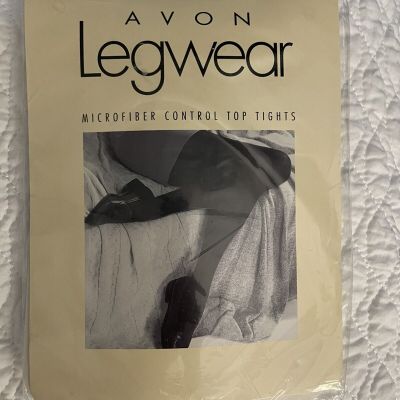 AVON
Legwear
MICROFIBER CONTROL TOP TIGHTS